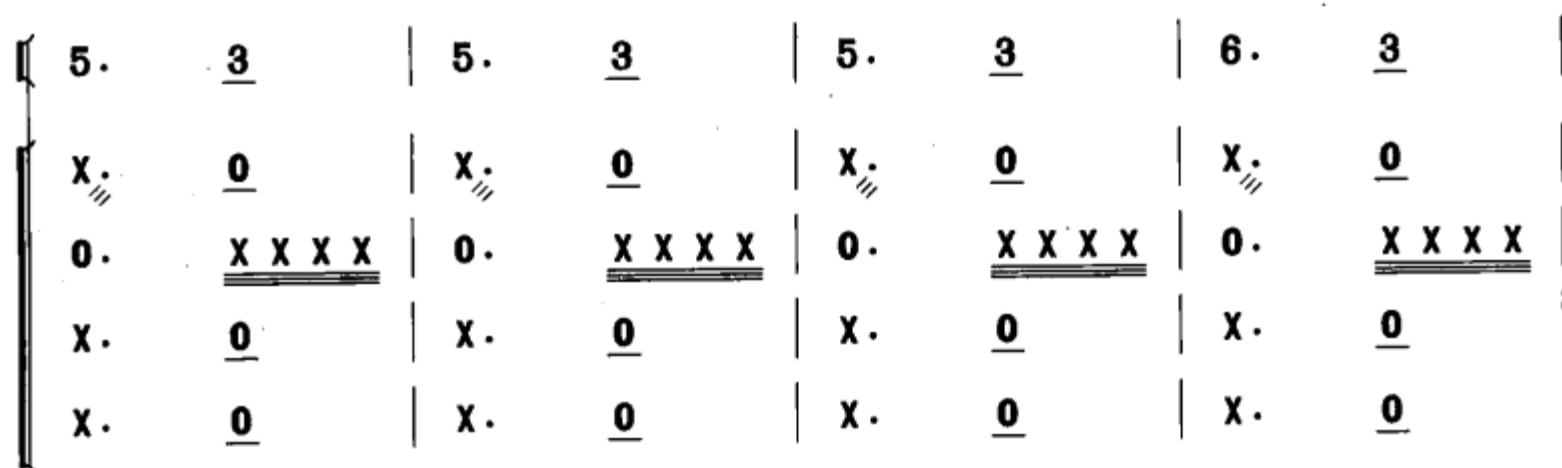 5. 3 | 5. 3 | 5. 3 | 6. 3 |
X. 0 | X. 0 | X. 0 | X. 0 |
0. X X X X | 0. X X X X | 0. X X X X | 0. X X X X |
X. 0 | X. 0 | X. 0 | X. 0 |
X. 0 | X. 0 | X. 0 | X. 0